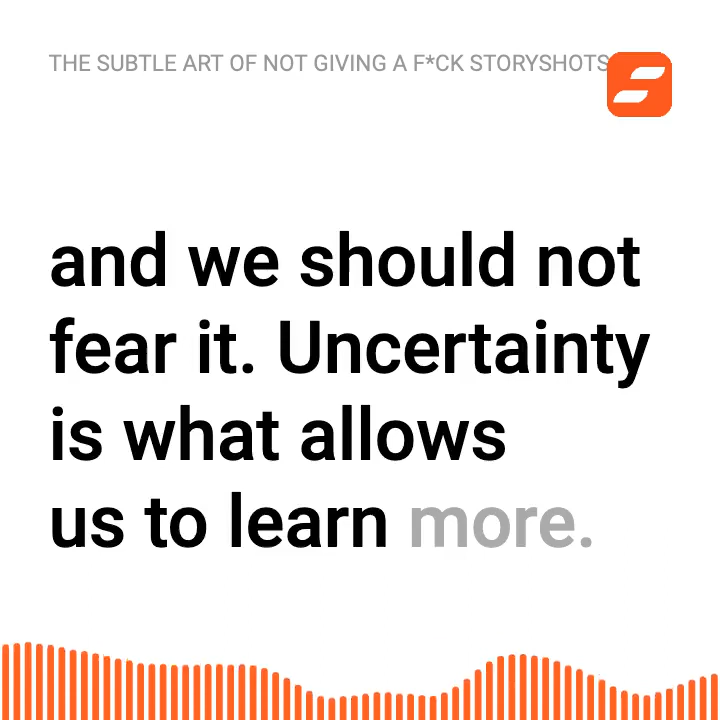 THE SUBTLE ART OF NOT GIVING A F*CK STORYSHOTS
and we should not
fear it. Uncertainty
is what allows
us to learn more.